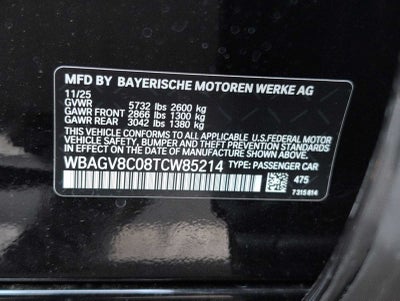 MFD. BY BAYERISCHE MOTOREN WERKE AG
11/25
GVWR 5732 lbs 2600 kg
GAWR FRONT 2866 lbs 1300 kg
GAWR REAR 3042 lbs 1380 kg
THIS VEHICLE CONFORMS TO ALL APPLICABLE
U.S.FEDERAL MOTOR
VEHICLE SAFETY, BUMPER, AND THEFT PREVENTION STANDARDS
IN EFFECT ON THE DATE OF MANUFACTURE SHOWN ABOVE.
WBAGV8C08TCW85214 TYPE: PASSENGER CAR
475
7315814